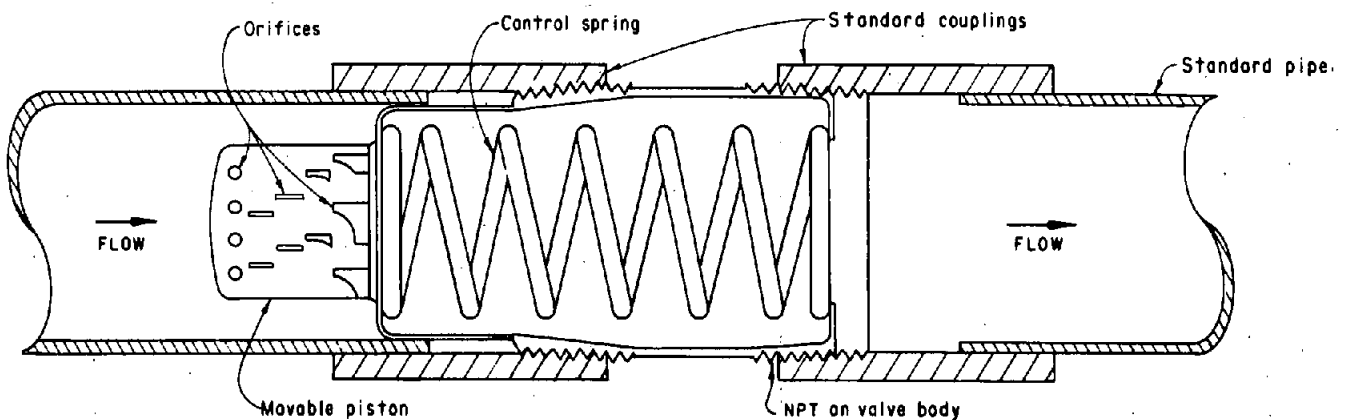 Orifices
Control spring
Standard couplings
Standard pipe
FLOW
FLOW
Movable piston
NPT on valve body